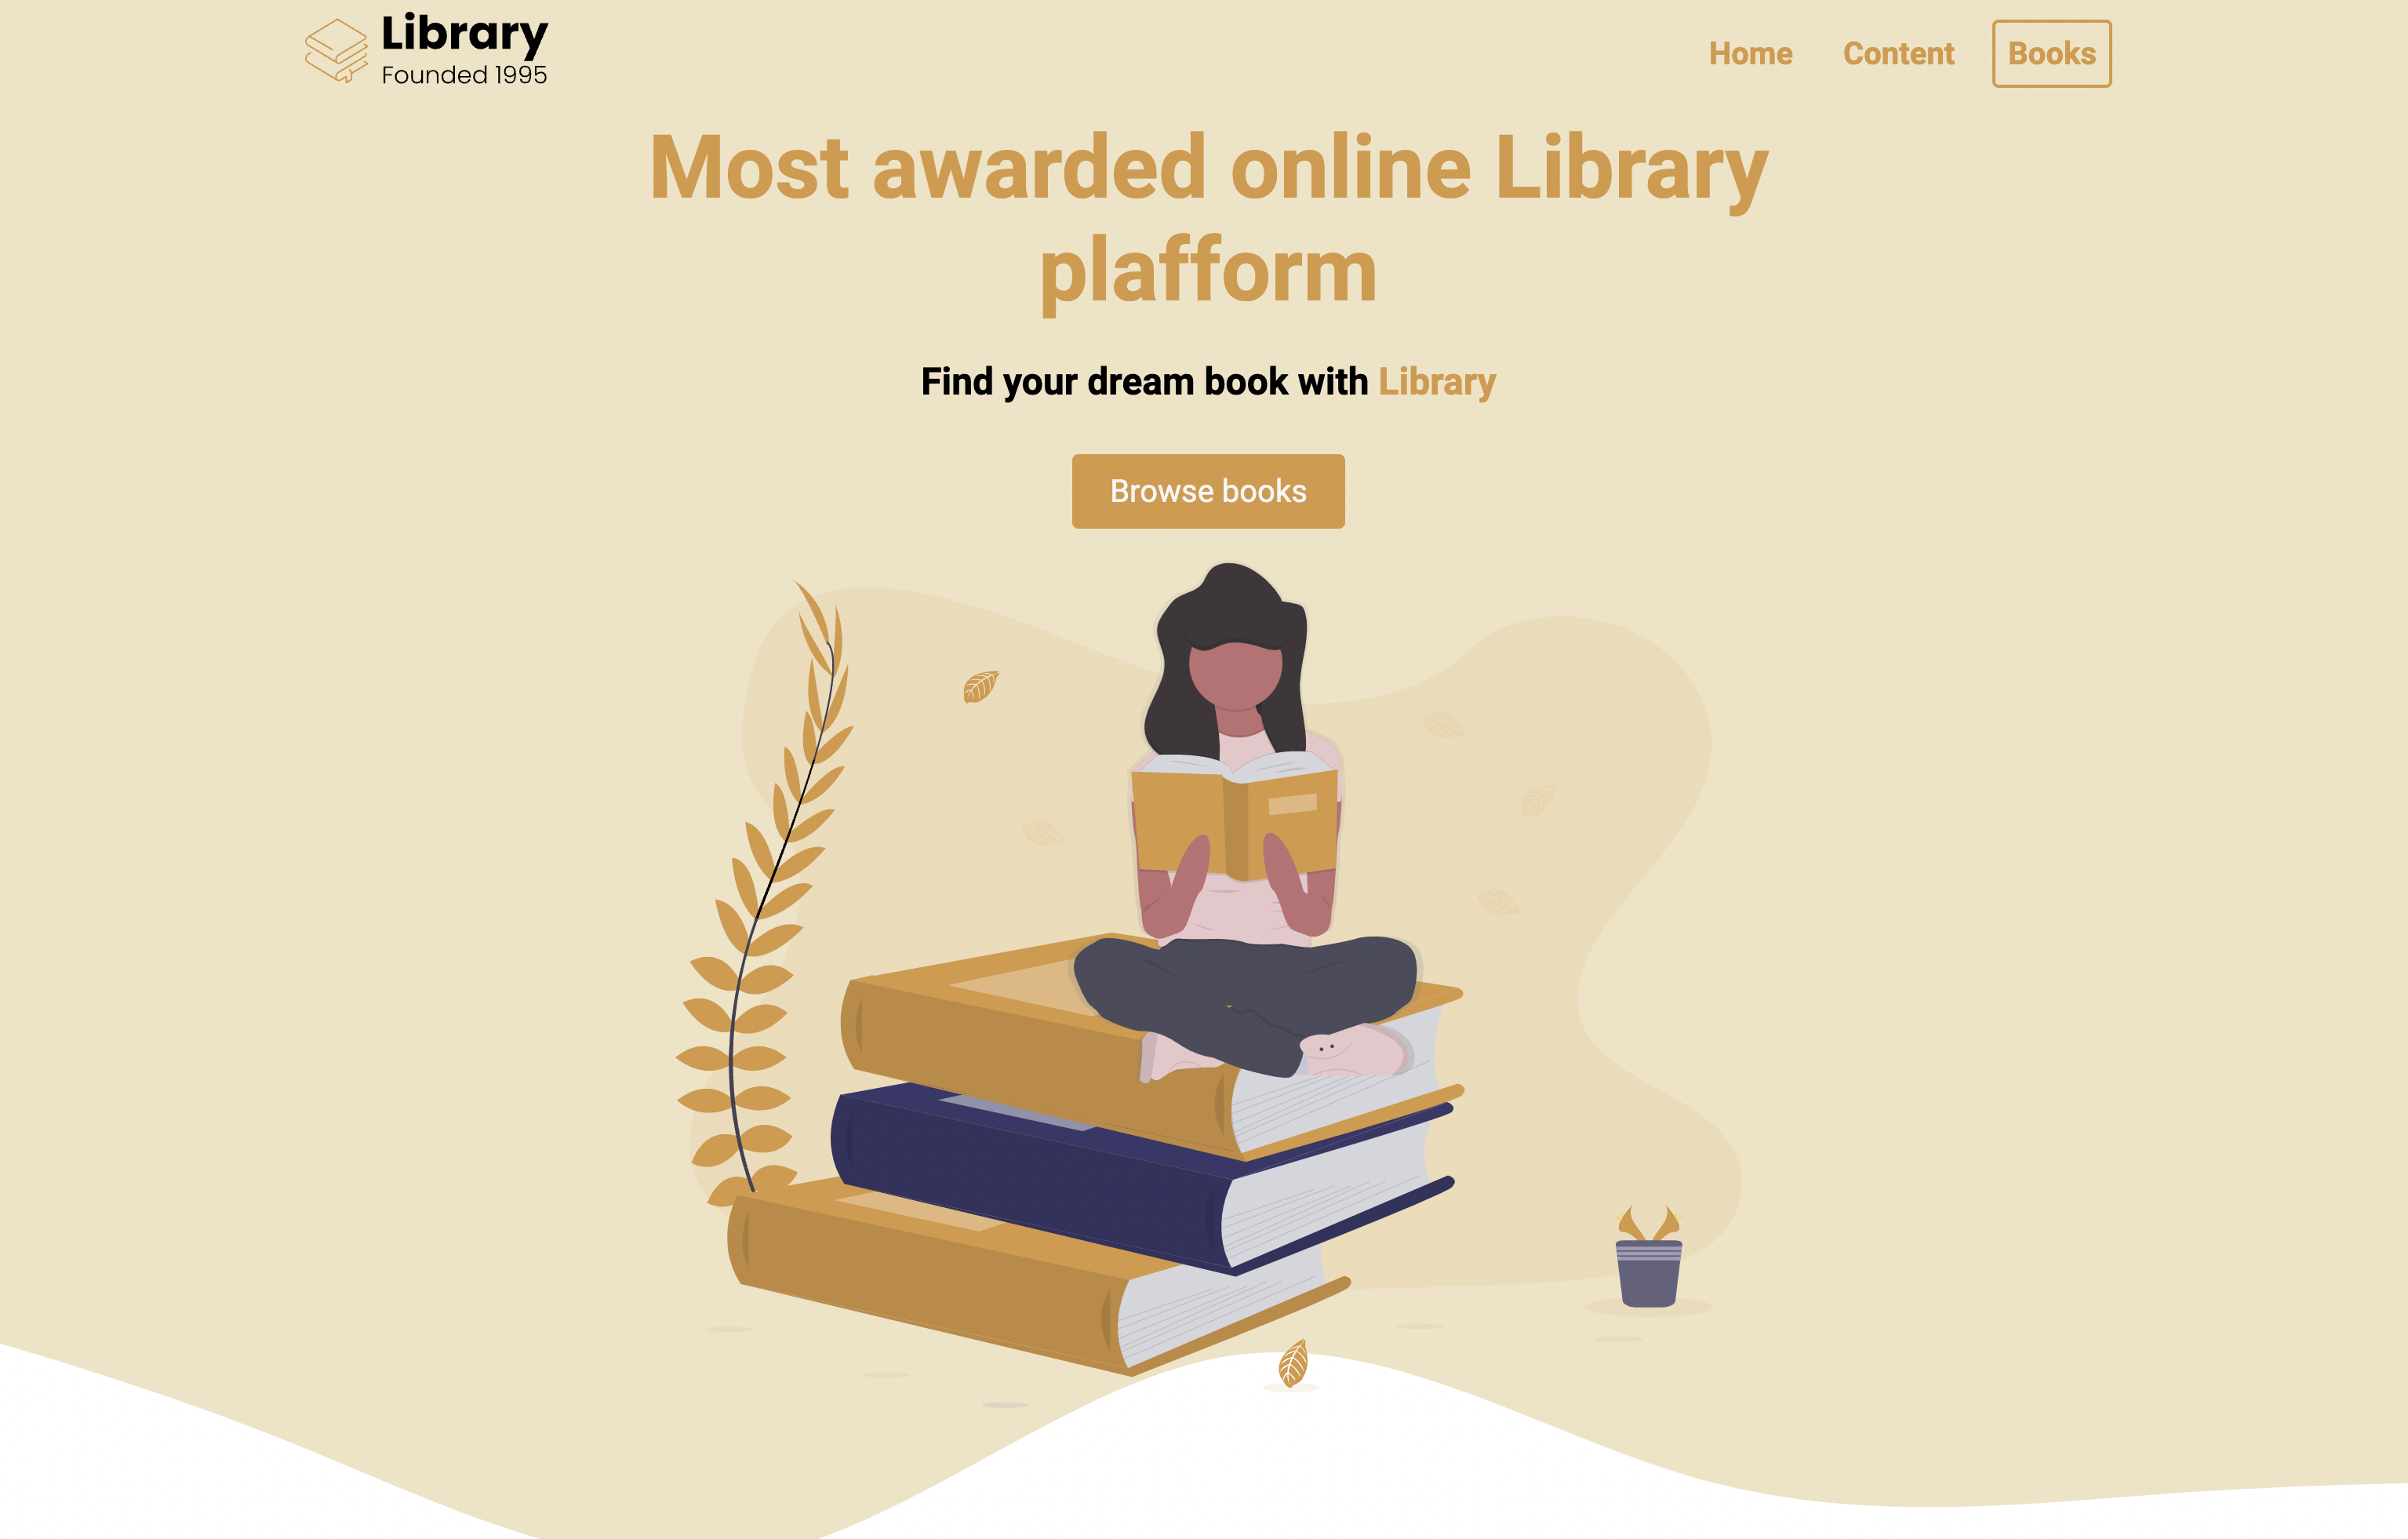 Library
Founded 1995
Home Content Books
Most awarded online Library
plafform
Find your dream book with Library
Browse books